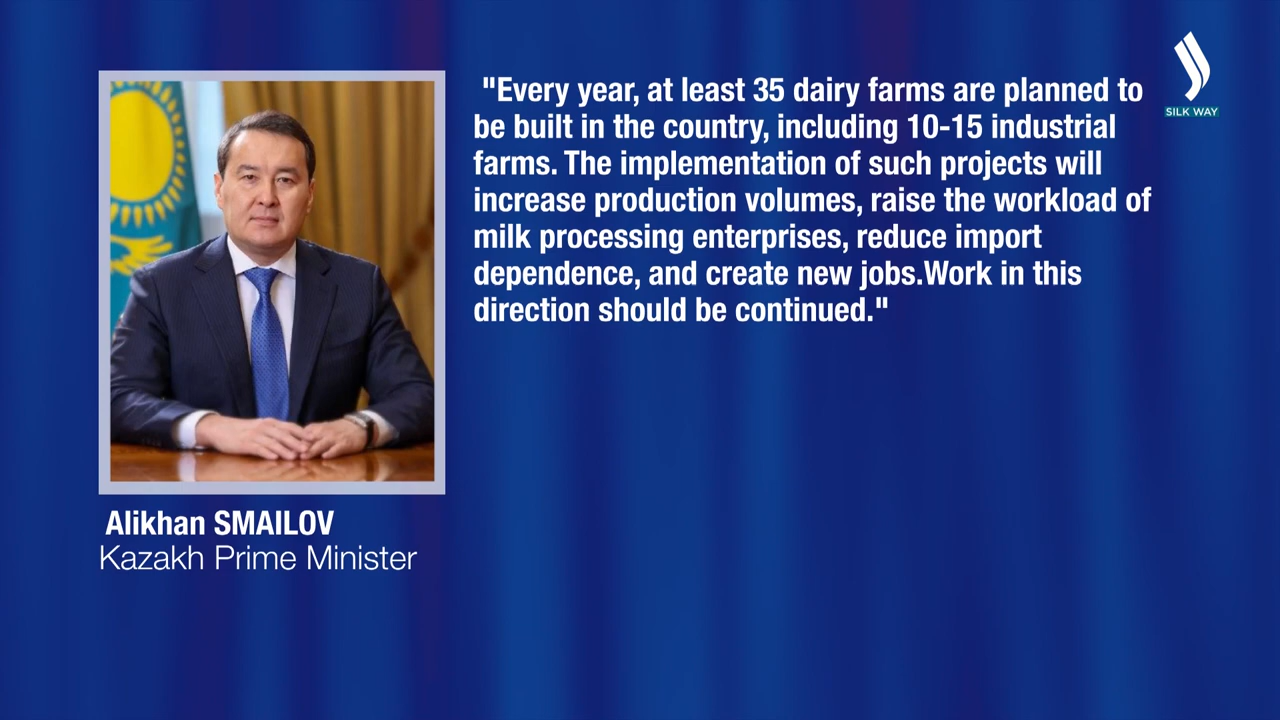 "Every year, at least 35 dairy farms are planned to
be built in the country, including 10-15 industrial
farms. The implementation of such projects will
increase production volumes, raise the workload of
milk processing enterprises, reduce import
dependence, and create new jobs.Work in this
direction should be continued."
SILK WAY
Alikhan SMAILOV
Kazakh Prime Minister